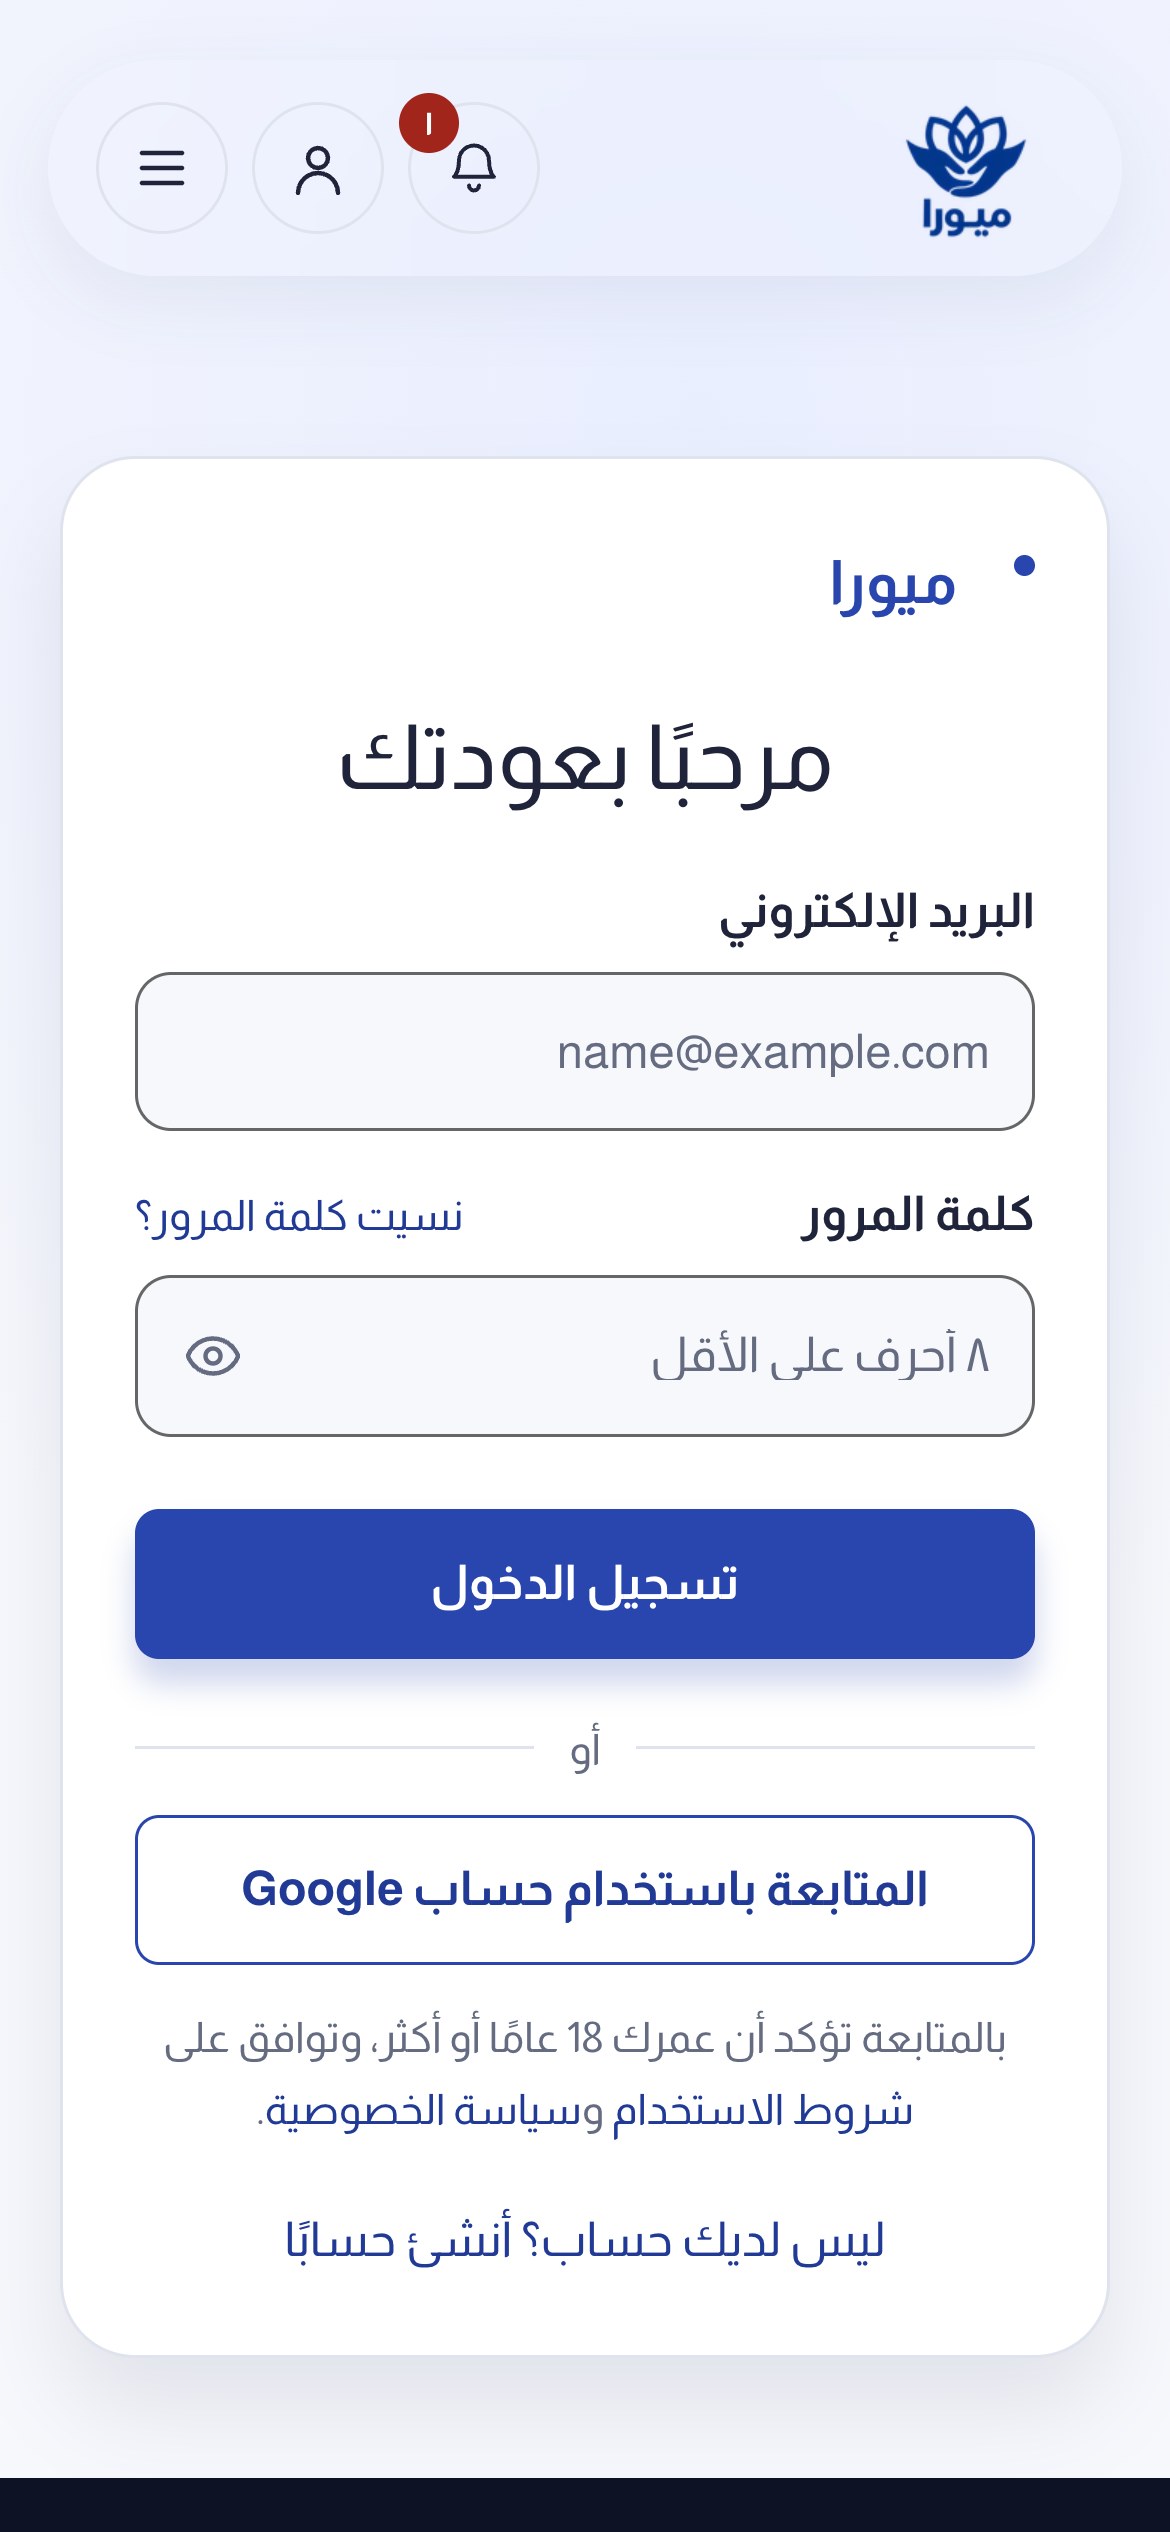 ميورا
١
ميورا
مرحبًا بعودتك
البريد الإلكتروني
name@example.com
كلمة المرور
نسيت كلمة المرور؟
٨ أحرف على الأقل
تسجيل الدخول
أو
المتابعة باستخدام حساب Google
بالمتابعة تؤكد أن عمرك 18 عامًا أو أكثر، وتوافق على
شروط الاستخدام وسياسة الخصوصية.
ليس لديك حساب؟ أنشئ حسابًا